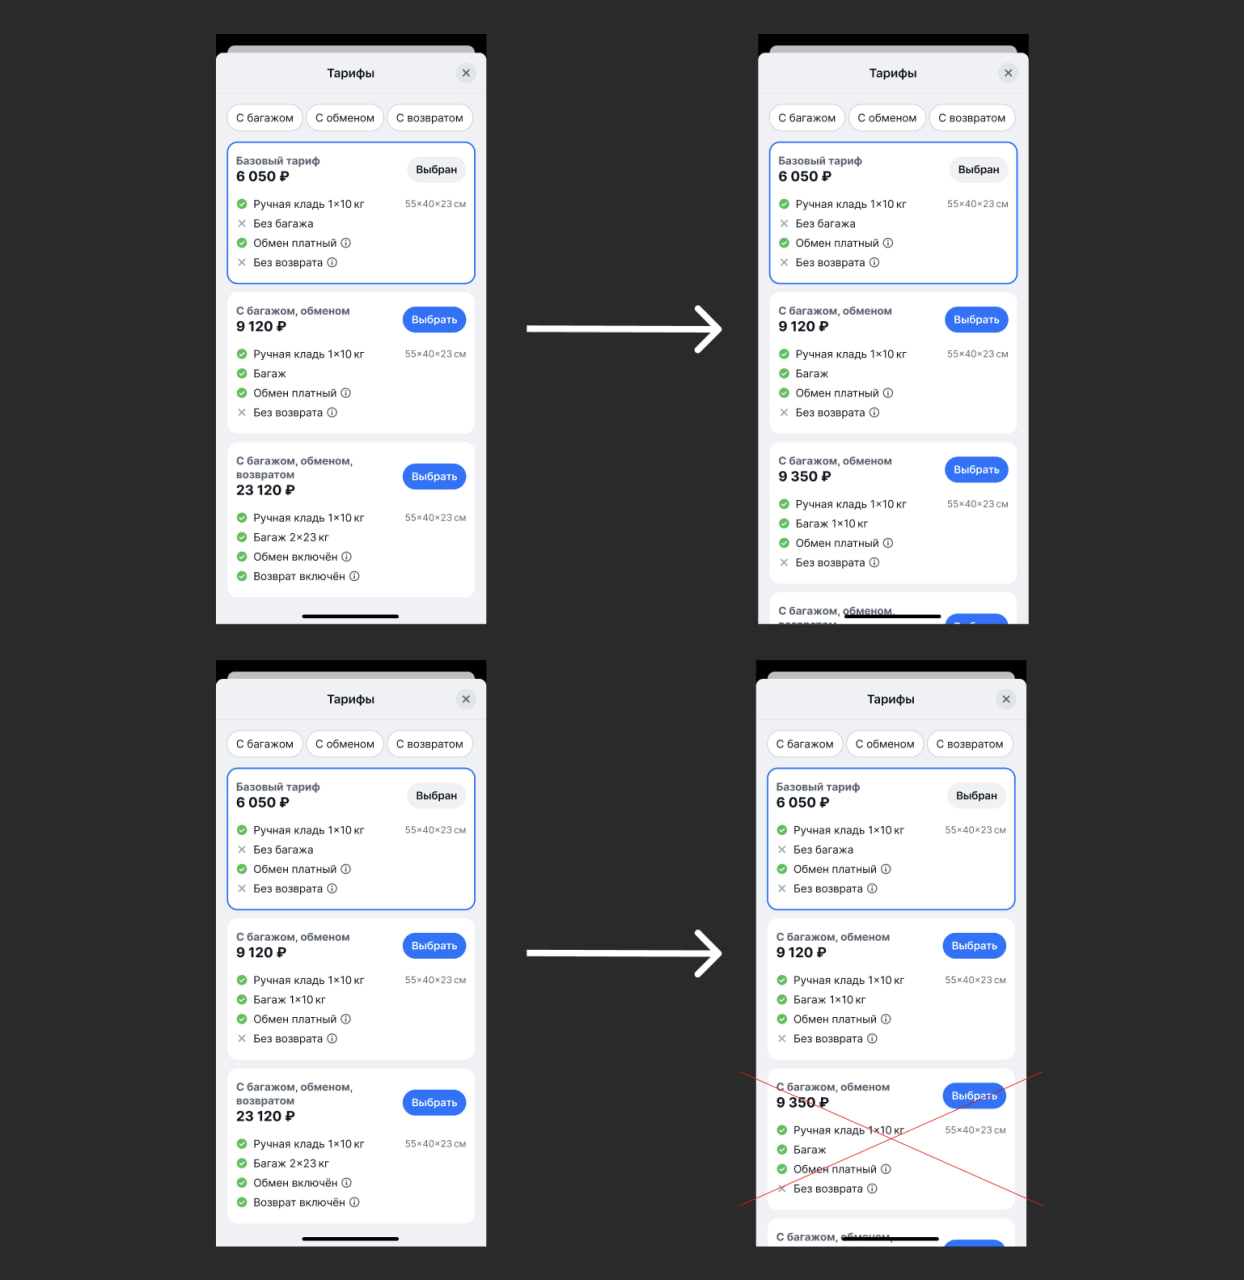 Тарифы
С багажом С обменом С возвратом
Базовый тариф
6 050 ₽
Выбран
Ручная кладь 1×10 кг 55×40×23 см
Без багажа
Обмен платный
Без возврата
С багажом, обменом
9 120 ₽
Выбрать
Ручная кладь 1×10 кг 55×40×23 см
Багаж
Обмен платный
Без возврата
С багажом, обменом,
возвратом
23 120 ₽
Выбрать
Ручная кладь 1×10 кг 55×40×23 см
Багаж 2×23 кг
Обмен включён
Возврат включён
Тарифы
С багажом С обменом С возвратом
Базовый тариф
6 050 ₽
Выбран
Ручная кладь 1×10 кг 55×40×23 см
Без багажа
Обмен платный
Без возврата
С багажом, обменом
9 120 ₽
Выбрать
Ручная кладь 1×10 кг 55×40×23 см
Багаж
Обмен платный
Без возврата
С багажом, обменом
9 350 ₽
Выбрать
Ручная кладь 1×10 кг 55×40×23 см
Багаж 1×10 кг
Обмен платный
Без возврата
С багажом, обменом,
Тарифы
С багажом С обменом С возвратом
Базовый тариф
6 050 ₽
Выбран
Ручная кладь 1×10 кг 55×40×23 см
Без багажа
Обмен платный
Без возврата
С багажом, обменом
9 120 ₽
Выбрать
Ручная кладь 1×10 кг 55×40×23 см
Багаж 1×10 кг
Обмен платный
Без возврата
С багажом, обменом,
возвратом
23 120 ₽
Выбрать
Ручная кладь 1×10 кг 55×40×23 см
Багаж 2×23 кг
Обмен включён
Возврат включён
Тарифы
С багажом С обменом С возвратом
Базовый тариф
6 050 ₽
Выбран
Ручная кладь 1×10 кг 55×40×23 см
Без багажа
Обмен платный
Без возврата
С багажом, обменом
9 120 ₽
Выбрать
Ручная кладь 1×10 кг 55×40×23 см
Багаж 1×10 кг
Обмен платный
Без возврата
С багажом, обменом
9 350 ₽
Выбрать
Ручная кладь 1×10 кг 55×40×23 см
Багаж
Обмен платный
Без возврата
С багажом,